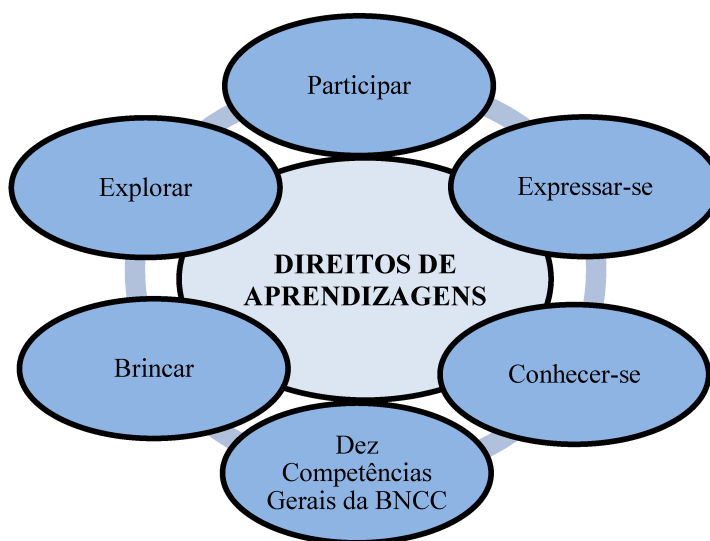 Participar
Explorar
Expressar-se
DIREITOS DE
APRENDIZAGENS
Brincar
Conhecer-se
Dez
Competências
Gerais da BNCC